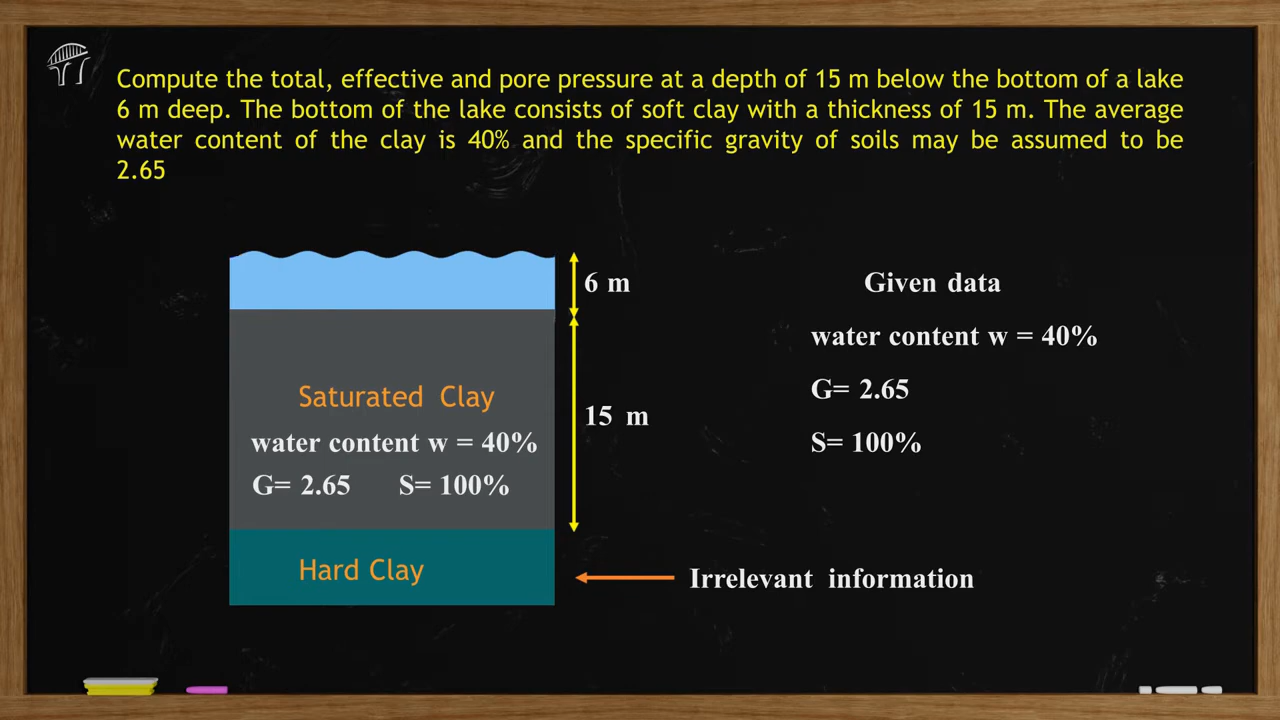 Compute the total, effective and pore pressure at a depth of 15 m below the bottom of a lake
6 m deep. The bottom of the lake consists of soft clay with a thickness of 15 m. The average
water content of the clay is 40% and the specific gravity of soils may be assumed to be
2.65
6 m
Given data
water content w = 40%
G= 2.65
S= 100%
Saturated Clay
15 m
water content w = 40%
G= 2.65 S= 100%
Hard Clay
Irrelevant information